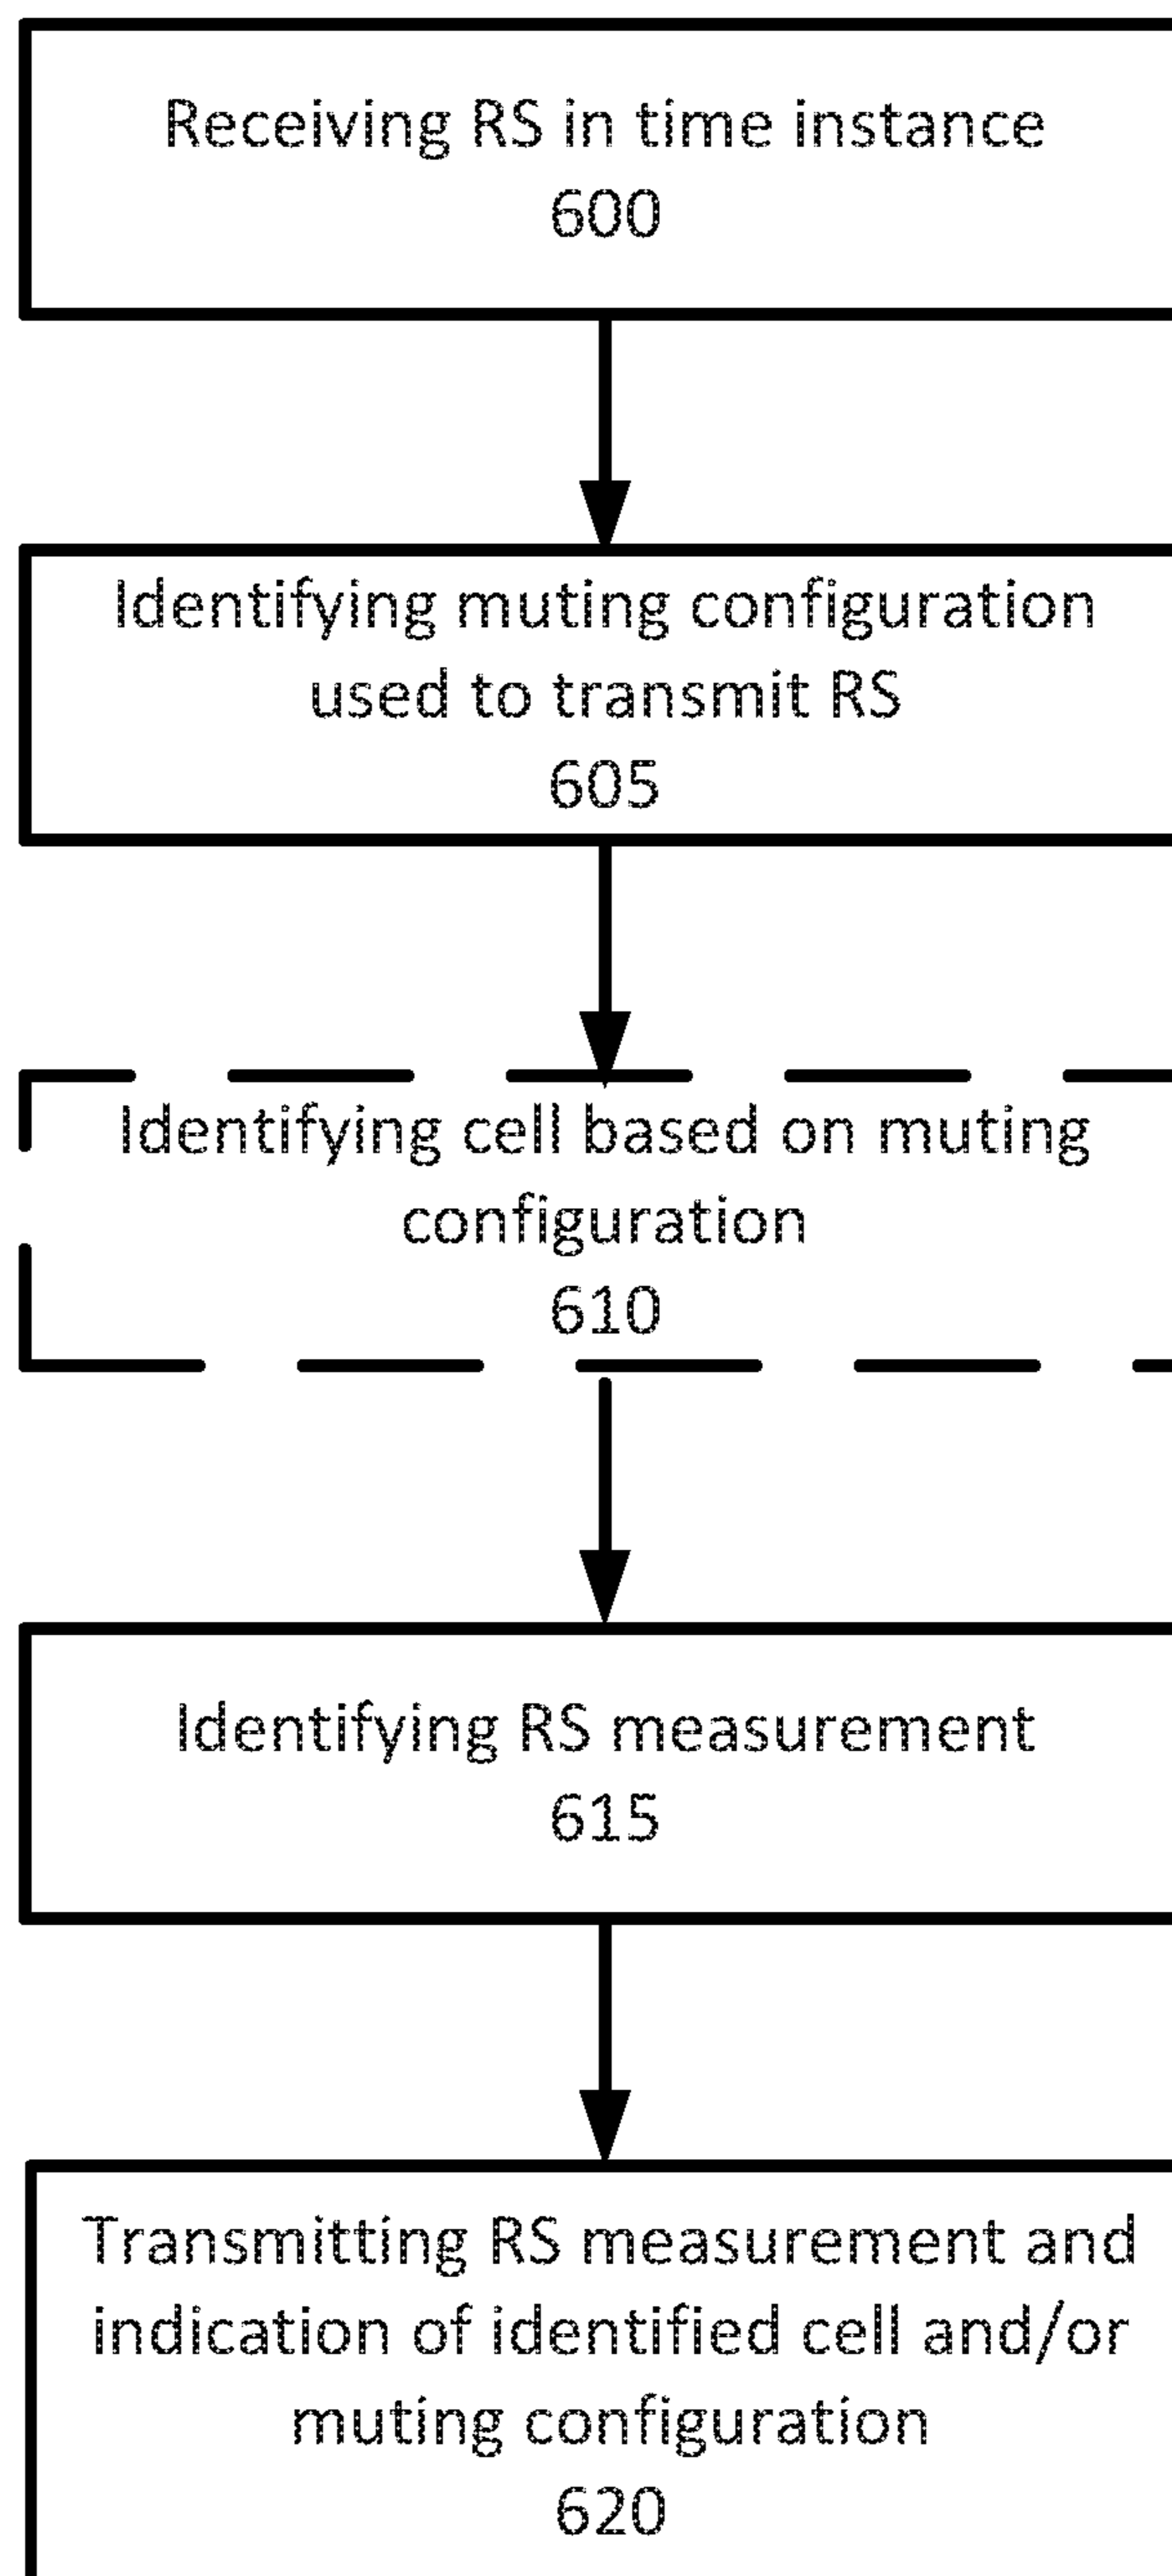 Receiving RS in time instance
600
Identifying muting configuration
used to transmit RS
605
Identifying cell based on muting
configuration
610
Identifying RS measurement
615
Transmitting RS measurement and
indication of identified cell and/or
muting configuration
620